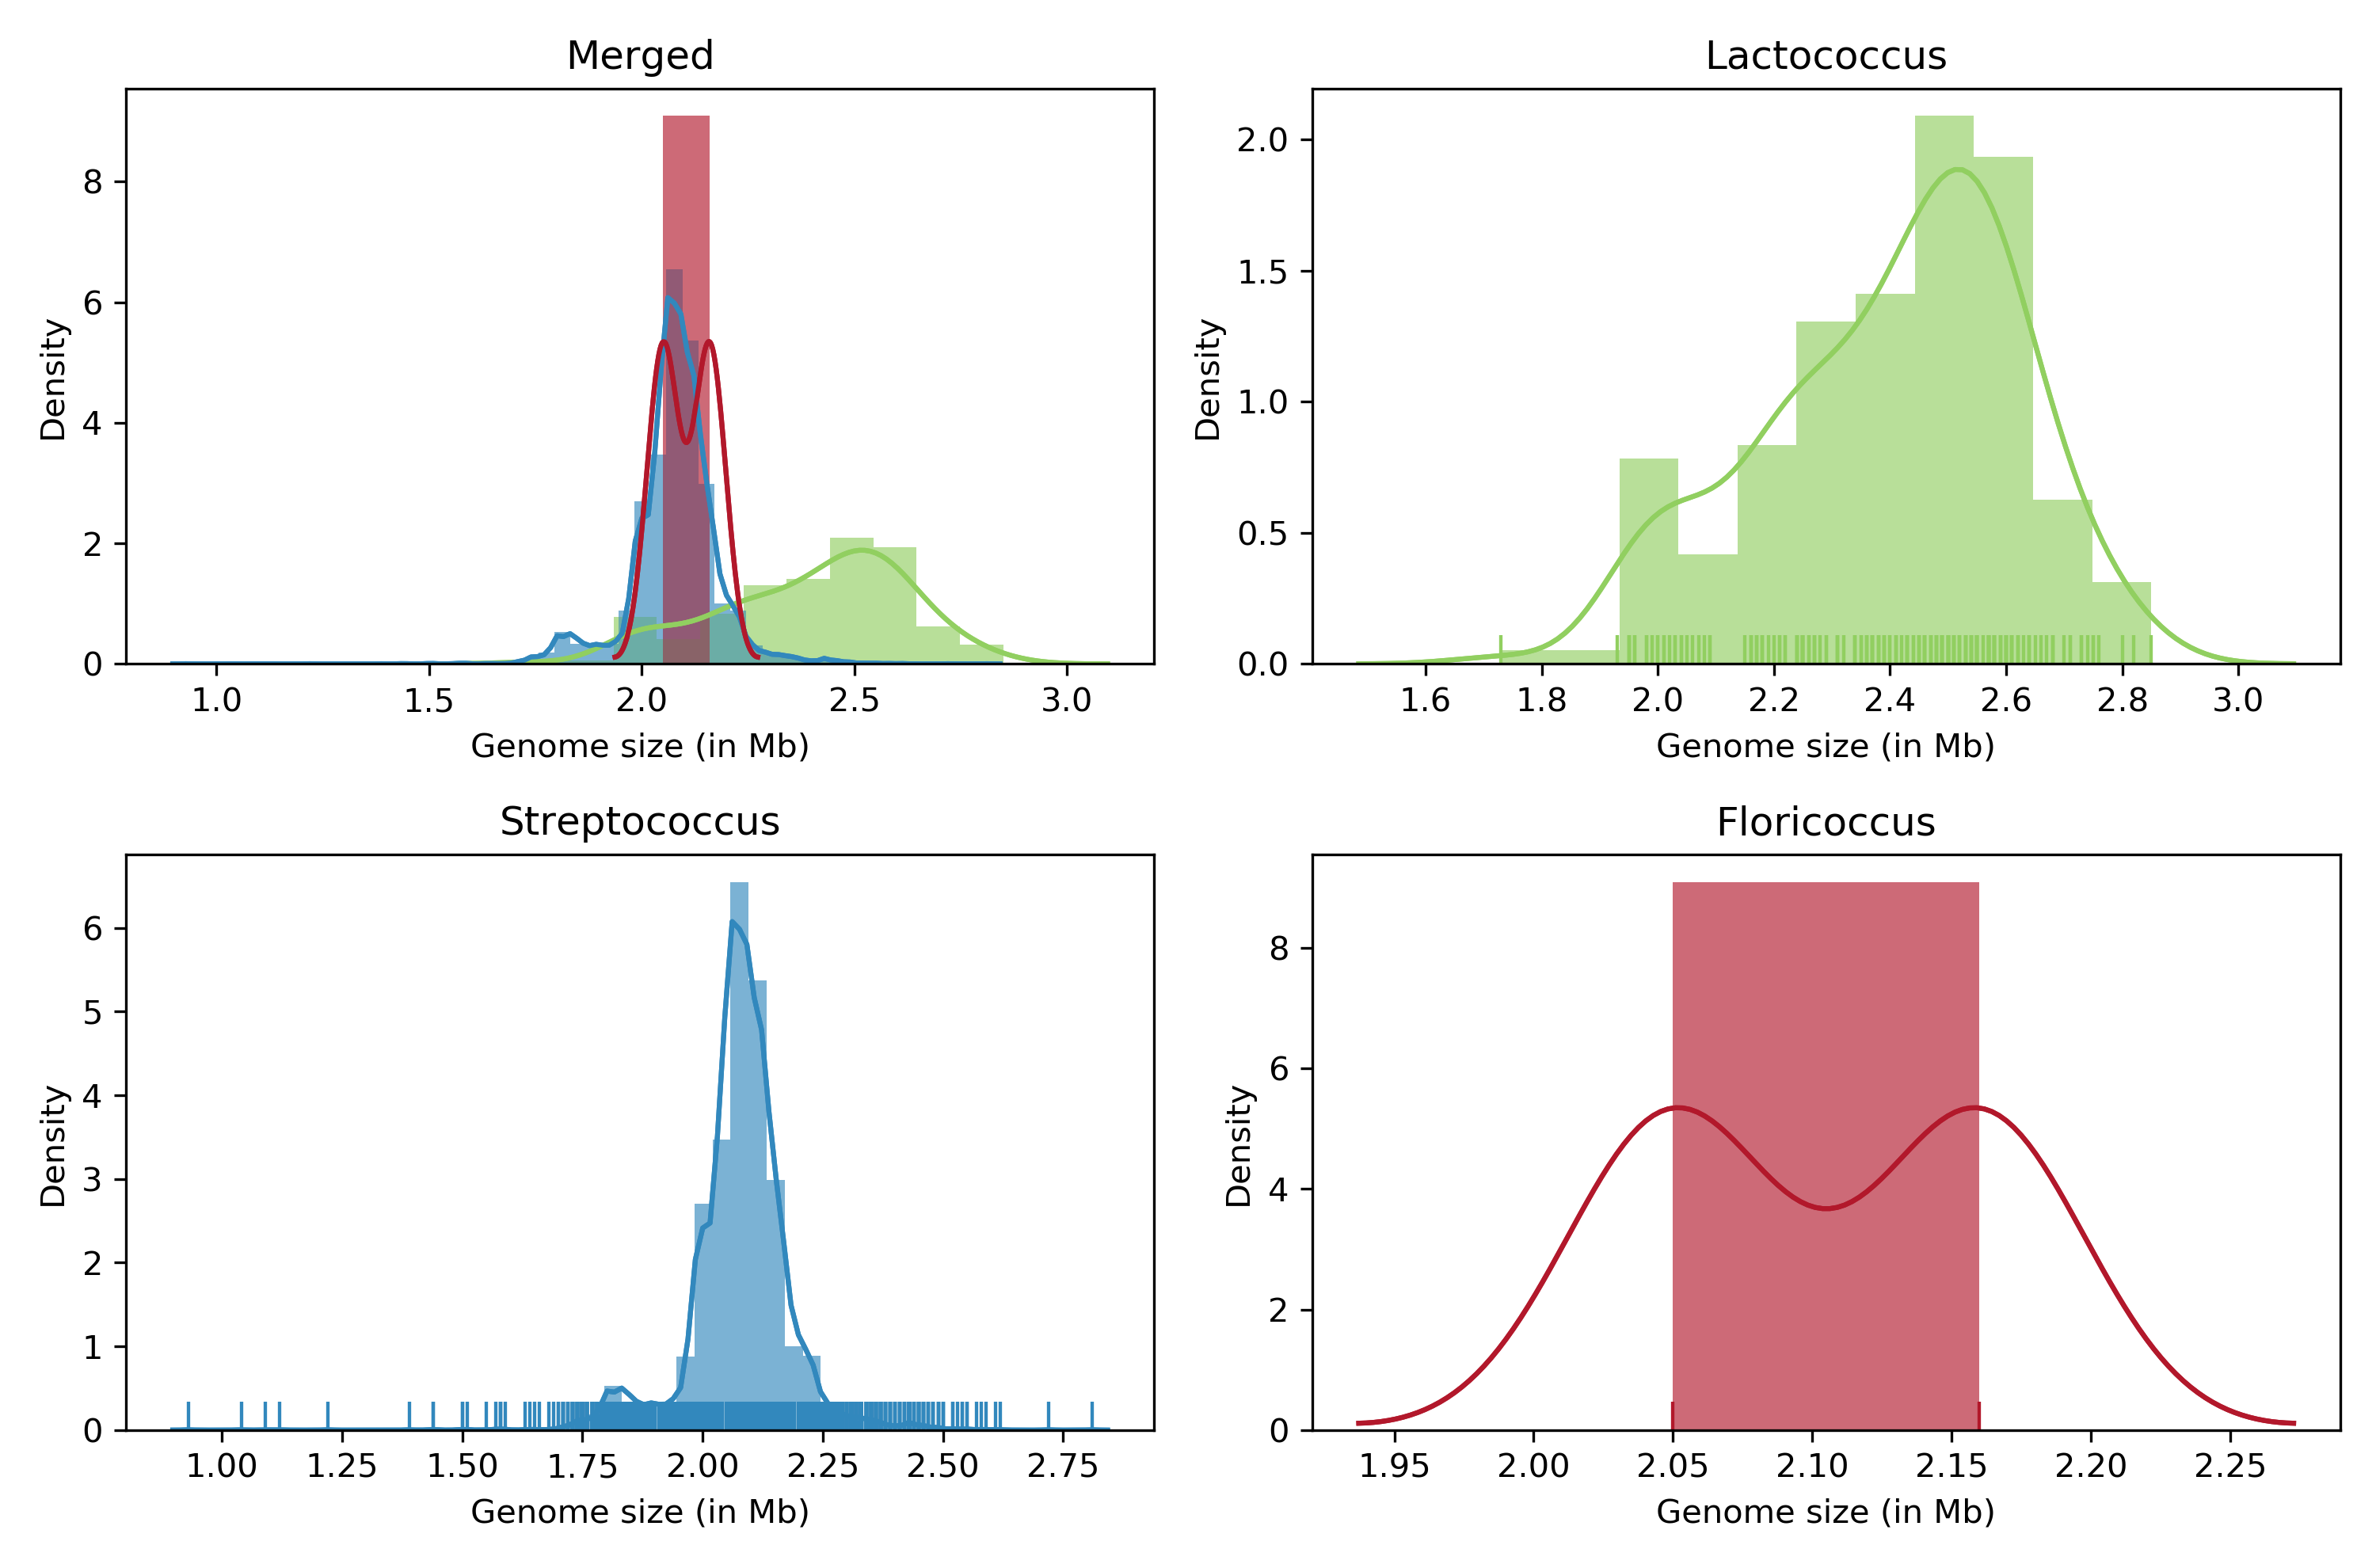 Merged
Density
8
6
4
2
0
1.0 1.5 2.0 2.5 3.0
Genome size (in Mb)
Lactococcus
Density
2.0
1.5
1.0
0.5
0.0
1.6 1.8 2.0 2.2 2.4 2.6 2.8 3.0
Genome size (in Mb)
Streptococcus
Density
6
5
4
3
2
1
0
1.00 1.25 1.50 1.75 2.00 2.25 2.50 2.75
Genome size (in Mb)
Floricoccus
Density
8
6
4
2
0
1.95 2.00 2.05 2.10 2.15 2.20 2.25
Genome size (in Mb)